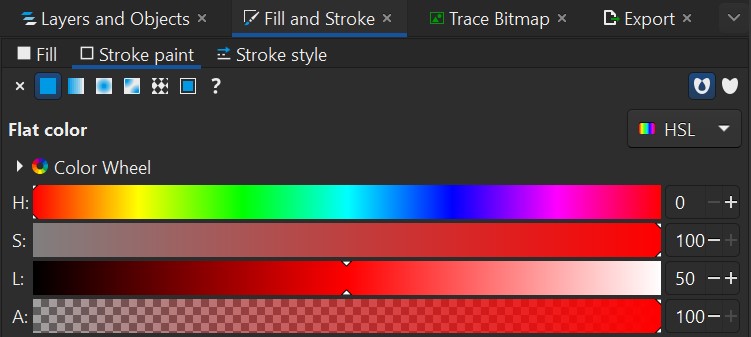 Layers and Objects × Fill and Stroke × Trace Bitmap × Export ×
Fill Stroke paint Stroke style
× ?
Flat color HSL
Color Wheel
H: 0 − +
S: 100 − +
L: 50 − +
A: 100 − +